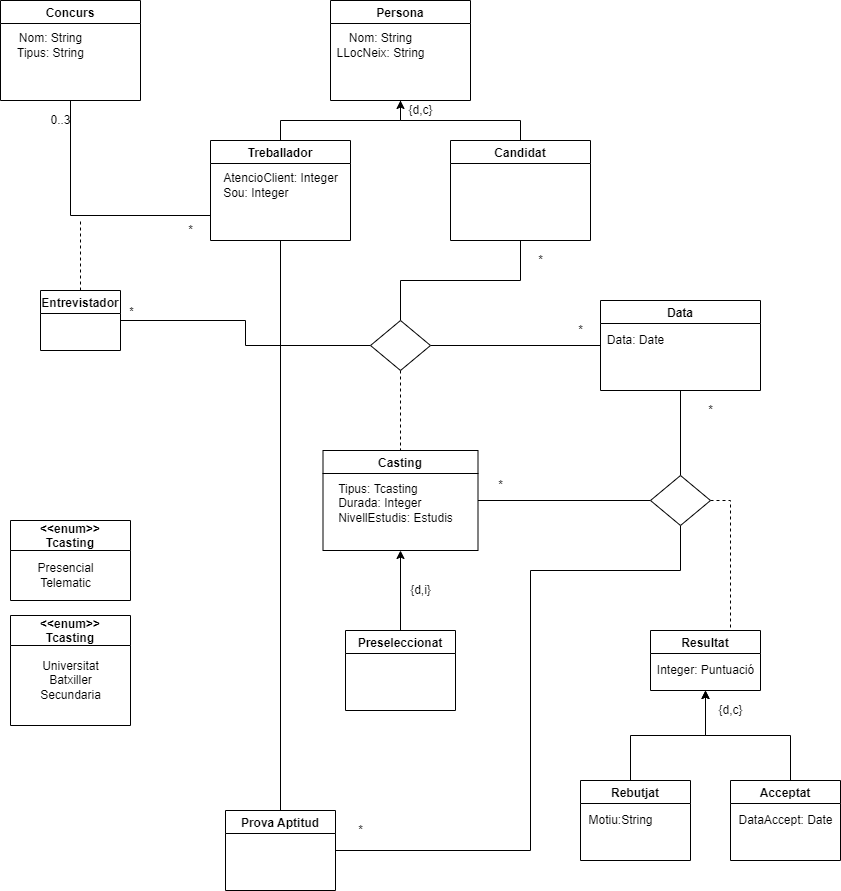 Concurs
Nom: String
Tipus: String
Persona
Nom: String
LLocNeix: String
{d,c}
0..3
Treballador
AtencioClient: Integer
Sou: Integer
Candidat
*
*
Entrevistador
*
*
Data
Data: Date
*
Casting
Tipus: Tcasting
Durada: Integer
NivellEstudis: Estudis
*
<<enum>>
Tcasting
Presencial
Telematic
{d,i}
<<enum>>
Tcasting
Universitat
Batxiller
Secundaria
Preseleccionat
Resultat
Integer: Puntuació
{d,c}
Rebutjat
Motiu:String
Acceptat
DataAccept: Date
Prova Aptitud
*